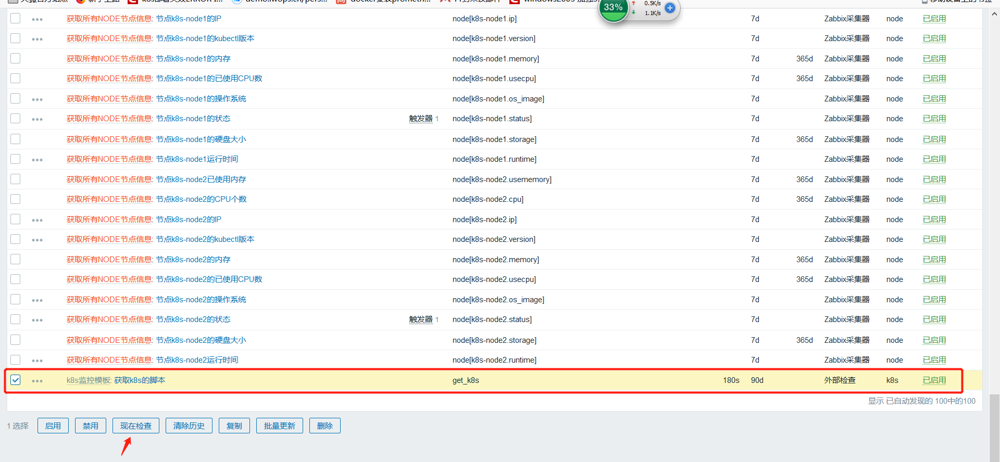 33%
0.5K/s
1.1K/s
获取所有NODE节点信息: 节点k8s-node1的IP node[k8s-node1.ip] 7d Zabbix采集器 node 已启用
获取所有NODE节点信息: 节点k8s-node1的kubectl版本 node[k8s-node1.version] 7d Zabbix采集器 node 已启用
获取所有NODE节点信息: 节点k8s-node1的内存 node[k8s-node1.memory] 7d 365d Zabbix采集器 node 已启用
获取所有NODE节点信息: 节点k8s-node1的已使用CPU数 node[k8s-node1.usecpu] 7d 365d Zabbix采集器 node 已启用
获取所有NODE节点信息: 节点k8s-node1的操作系统 node[k8s-node1.os_image] 7d Zabbix采集器 node 已启用
获取所有NODE节点信息: 节点k8s-node1的状态 触发器 1 node[k8s-node1.status] 7d Zabbix采集器 node 已启用
获取所有NODE节点信息: 节点k8s-node1的硬盘大小 node[k8s-node1.storage] 7d 365d Zabbix采集器 node 已启用
获取所有NODE节点信息: 节点k8s-node1运行时间 node[k8s-node1.runtime] 7d Zabbix采集器 node 已启用
获取所有NODE节点信息: 节点k8s-node2已使用内存 node[k8s-node2.usememory] 7d 365d Zabbix采集器 node 已启用
获取所有NODE节点信息: 节点k8s-node2的CPU个数 node[k8s-node2.cpu] 7d 365d Zabbix采集器 node 已启用
获取所有NODE节点信息: 节点k8s-node2的IP node[k8s-node2.ip] 7d Zabbix采集器 node 已启用
获取所有NODE节点信息: 节点k8s-node2的kubectl版本 node[k8s-node2.version] 7d Zabbix采集器 node 已启用
获取所有NODE节点信息: 节点k8s-node2的内存 node[k8s-node2.memory] 7d 365d Zabbix采集器 node 已启用
获取所有NODE节点信息: 节点k8s-node2的已使用CPU数 node[k8s-node2.usecpu] 7d 365d Zabbix采集器 node 已启用
获取所有NODE节点信息: 节点k8s-node2的操作系统 node[k8s-node2.os_image] 7d Zabbix采集器 node 已启用
获取所有NODE节点信息: 节点k8s-node2的状态 触发器 1 node[k8s-node2.status] 7d Zabbix采集器 node 已启用
获取所有NODE节点信息: 节点k8s-node2的硬盘大小 node[k8s-node2.storage] 7d 365d Zabbix采集器 node 已启用
获取所有NODE节点信息: 节点k8s-node2运行时间 node[k8s-node2.runtime] 7d Zabbix采集器 node 已启用
k8s监控模板: 获取k8s的脚本 get_k8s 180s 90d 外部检查 k8s 已启用
显示 已自动发现的 100中的100
1 选择 启用 禁用 现在检查 清除历史 复制 批量更新 删除